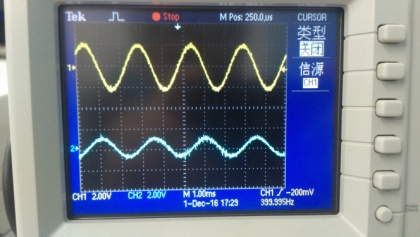 Tek Stop M Pos: 250.0µs CURSOR
类型
关闭
信源
CH1
1
2
CH1 2.00V CH2 2.00V M 1.00ms CH1 -200mV
1-Dec-16 17:29 399.995Hz